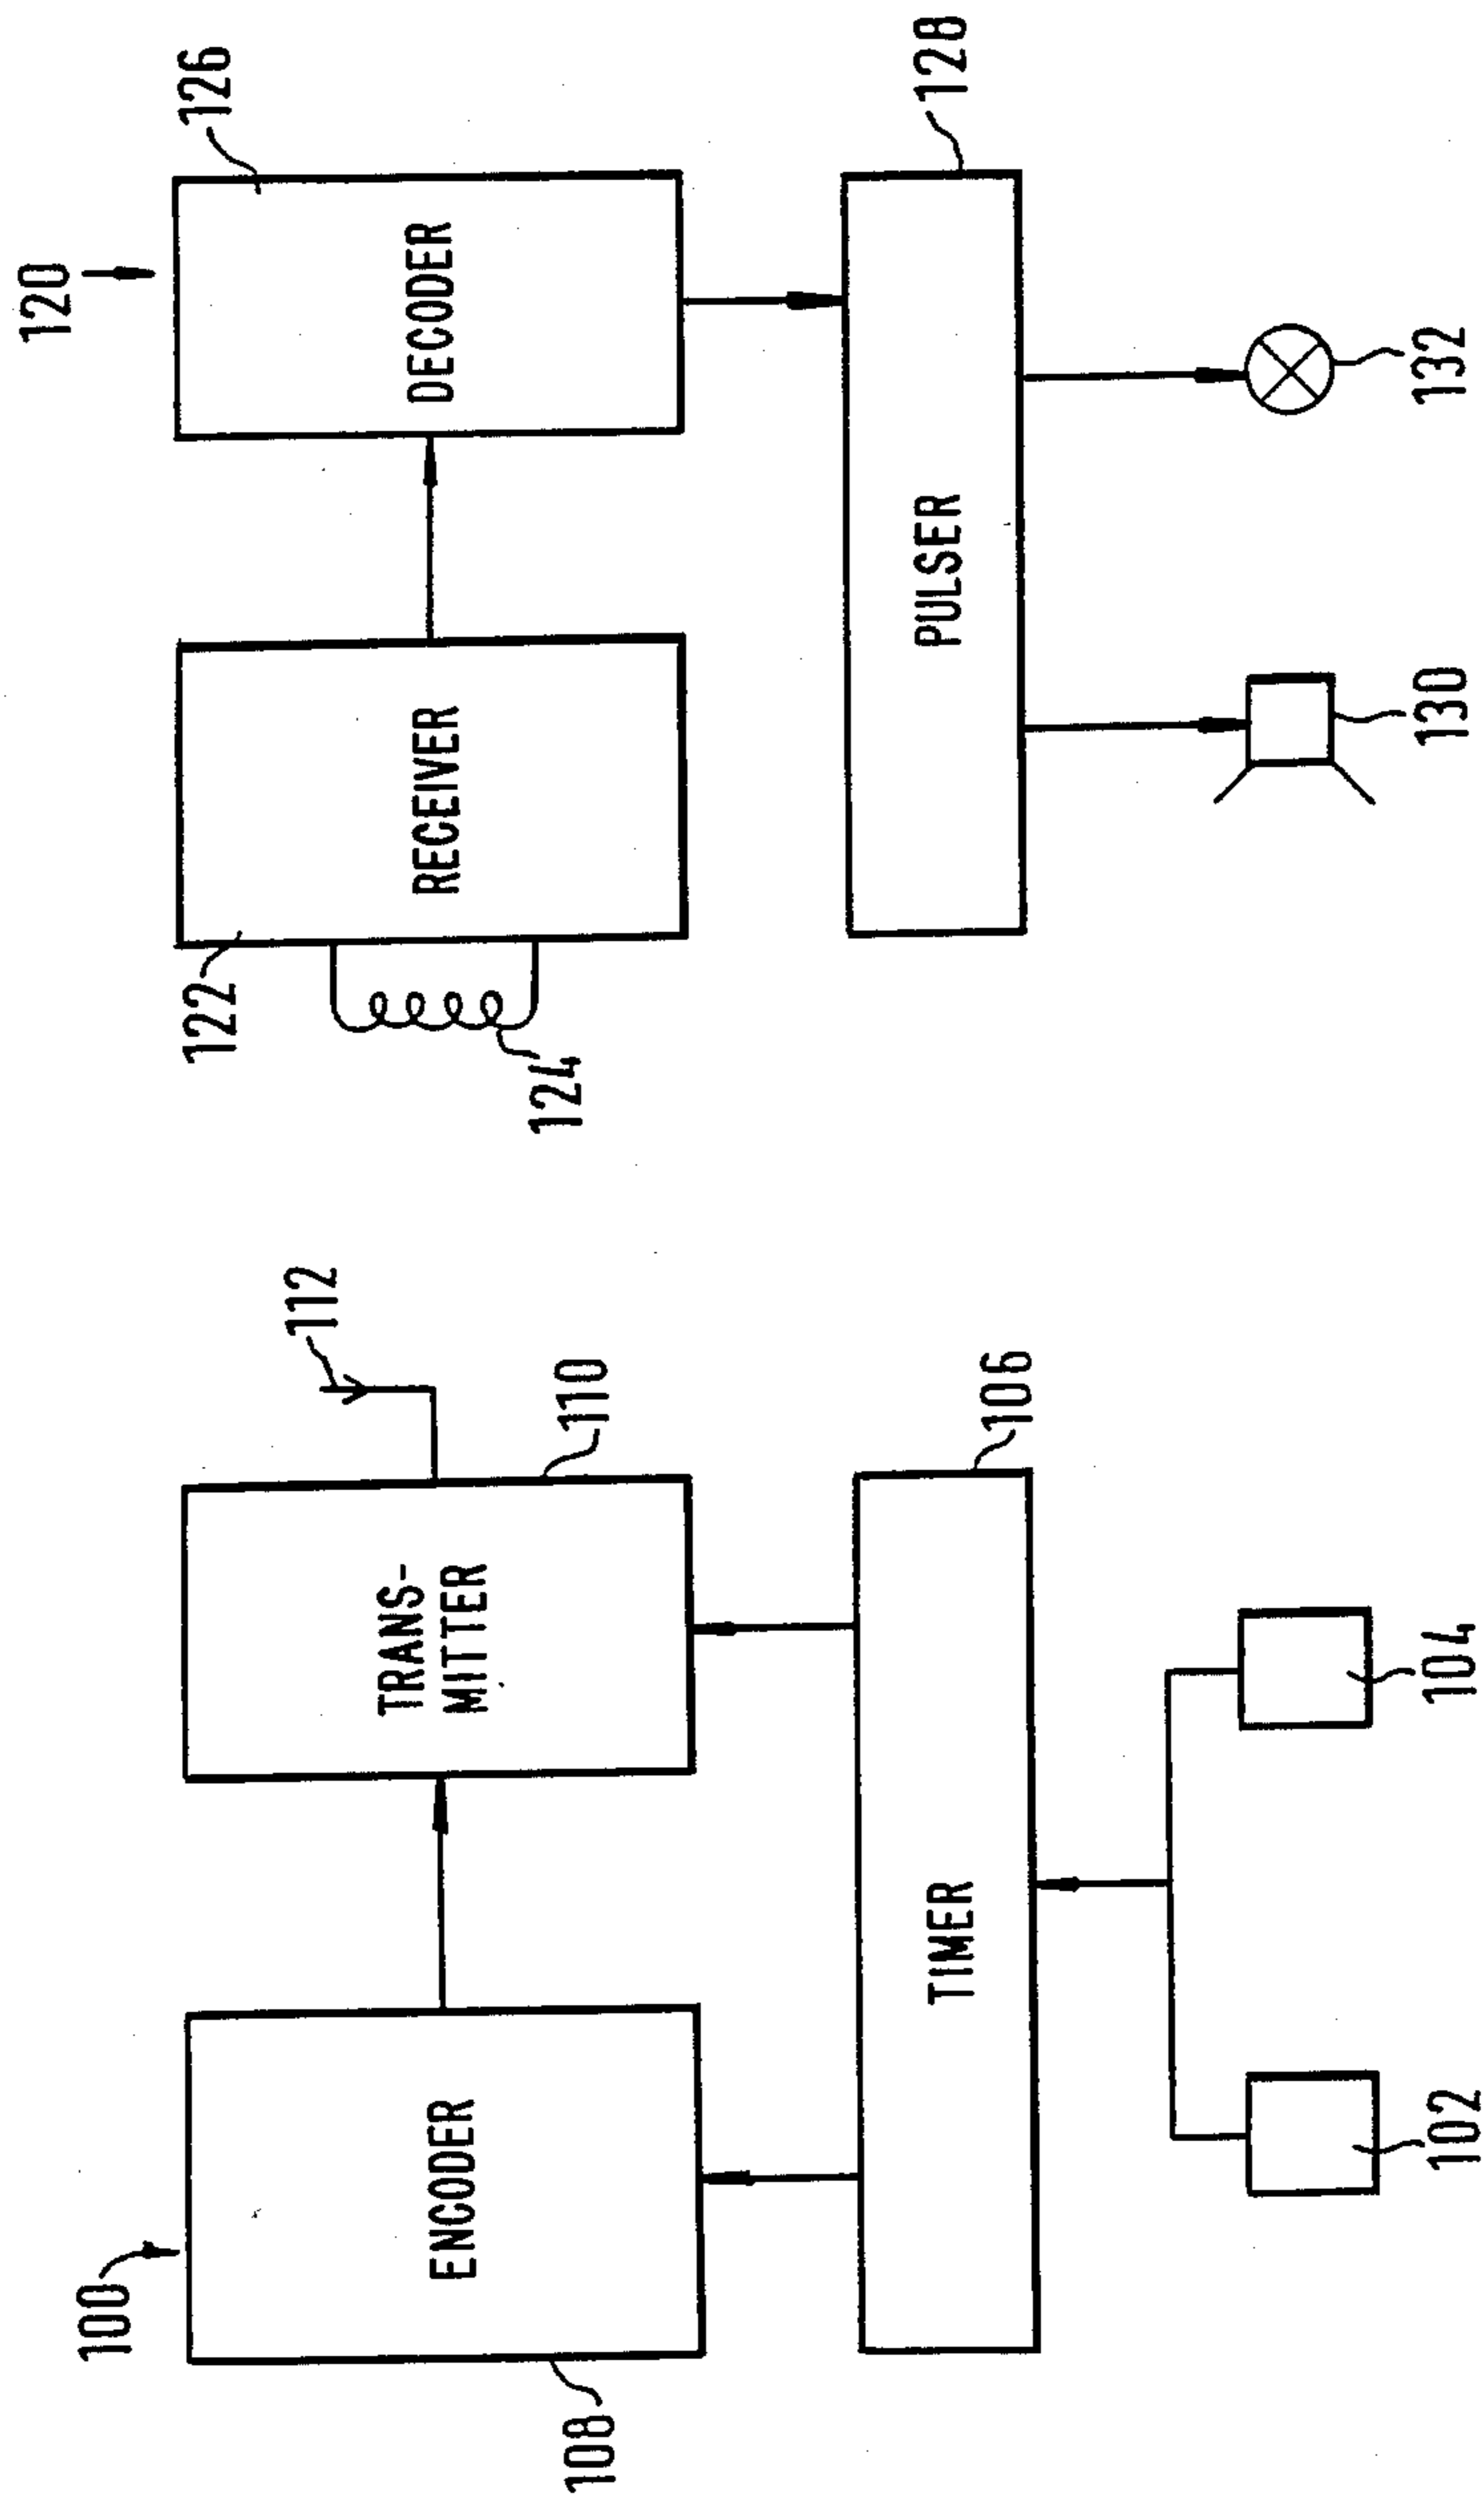 100
108
ENCODER
TRANS-
MITTER
112
110
TIMER
106
102
104
120
122
RECEIVER
124
DECODER
126
PULSER
128
130
132